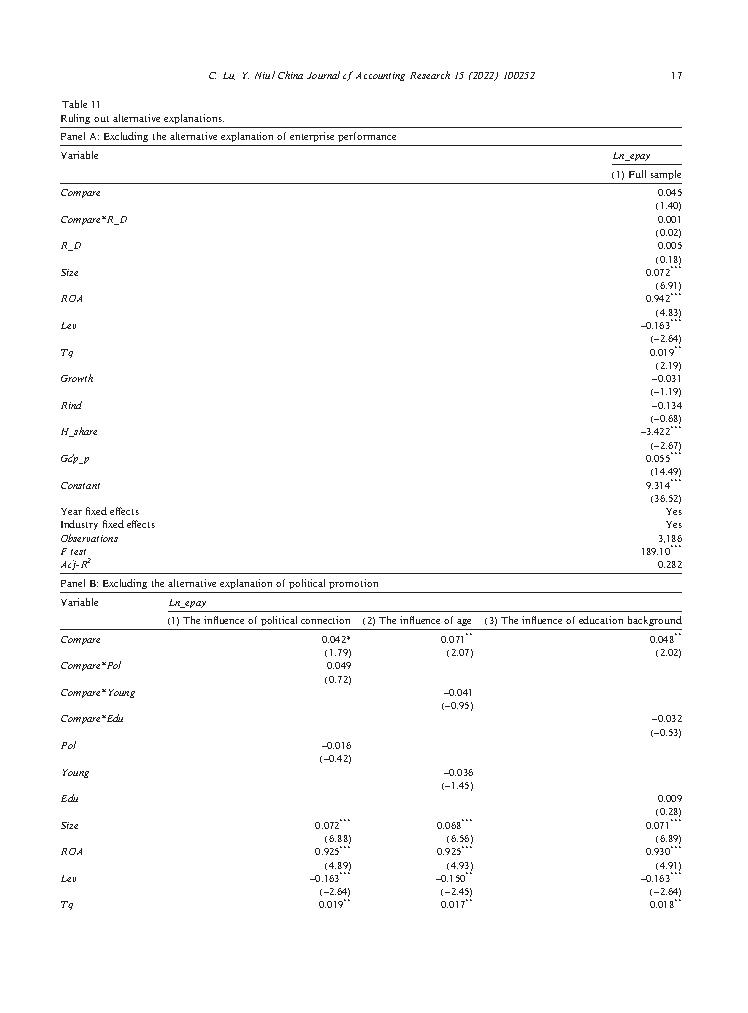 C. Lu, Y. Niu / China Journal of Accounting Research 15 (2022) 100252 17
Table 11
Ruling out alternative explanations.
Panel A: Excluding the alternative explanation of enterprise performance
Variable Ln_epay
(1) Full sample
Compare 0.045
(1.40)
Compare*R_D 0.001
(0.02)
R_D 0.005
(0.18)
Size 0.072***
(6.91)
ROA 0.942***
(4.83)
Lev –0.163***
(–2.64)
Tq 0.019**
(2.19)
Growth –0.031
(–1.19)
Rind –0.134
(–0.68)
H_share –3.422***
(–2.67)
Gdp_p 0.055***
(14.49)
Constant 9.314***
(36.52)
Year fixed effects Yes
Industry fixed effects Yes
Observations 3,186
F test 189.10***
Adj-R2 0.282
Panel B: Excluding the alternative explanation of political promotion
Variable Ln_epay
(1) The influence of political connection (2) The influence of age (3) The influence of education background
Compare 0.042* 0.071** 0.048**
(1.79) (2.07) (2.02)
Compare*Pol 0.049
(0.72)
Compare*Young –0.041
(–0.95)
Compare*Edu –0.032
(–0.53)
Pol –0.016
(–0.42)
Young –0.036
(–1.45)
Edu 0.009
(0.28)
Size 0.072*** 0.068*** 0.071***
(6.88) (6.56) (6.89)
ROA 0.925*** 0.925*** 0.930***
(4.89) (4.93) (4.91)
Lev –0.163*** –0.150** –0.163***
(–2.64) (–2.45) (–2.64)
Tq 0.019** 0.017** 0.018**